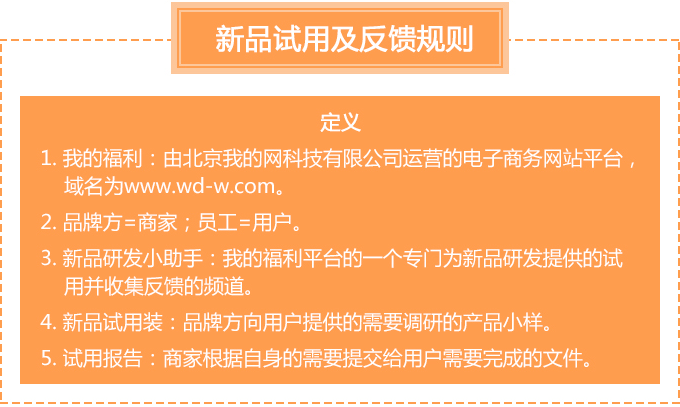 新品试用及反馈规则
定义
1. 我的福利：由北京我的网科技有限公司运营的电子商务网站平台，
域名为www.wd-w.com。
2. 品牌方=商家；员工=用户。
3. 新品研发小助手：我的福利平台的一个专门为新品研发提供的试
用并收集反馈的频道。
4. 新品试用装：品牌方向用户提供的需要调研的产品小样。
5. 试用报告：商家根据自身的需要提交给用户需要完成的文件。